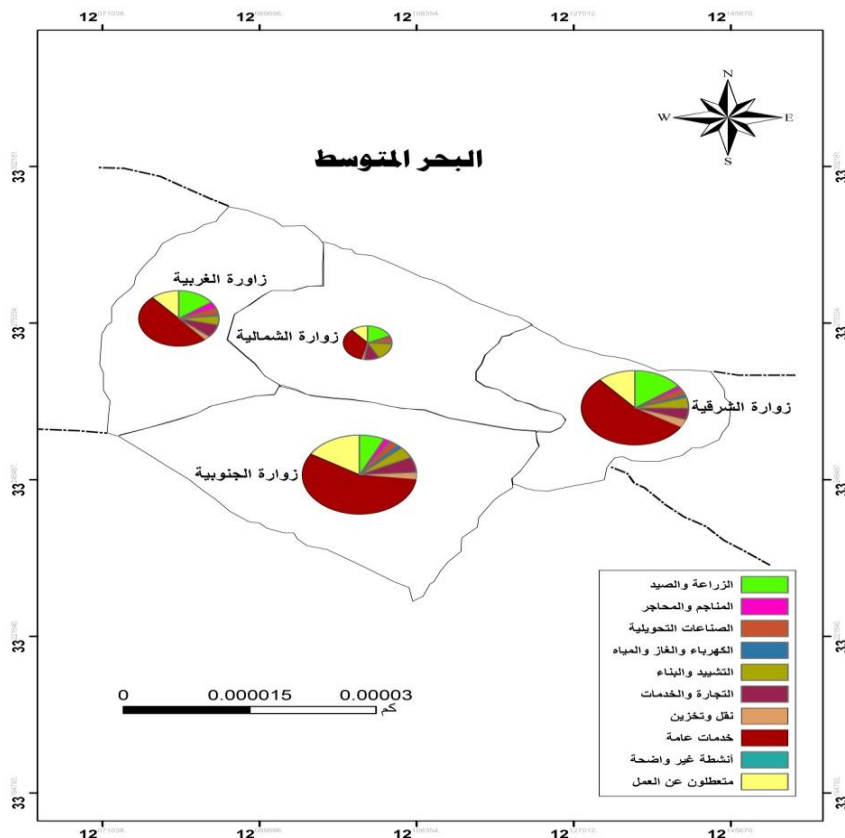 12 12 12 12 12
N
W E
S
البحر المتوسط
زاورة الغربية
زوارة الشمالية
زوارة الشرقية
زوارة الجنوبية
الزراعة والصيد
المناجم والمحاجر
الصناعات التحويلية
الكهرباء والغاز والمياه
التشييد والبناء
التجارة والخدمات
نقل وتخزين
خدمات عامة
أنشطة غير واضحة
متعطلون عن العمل
0 0.000015 0.00003
كم
33 33
33 33
33 33
33 33
33 33
12 12 12 12 12